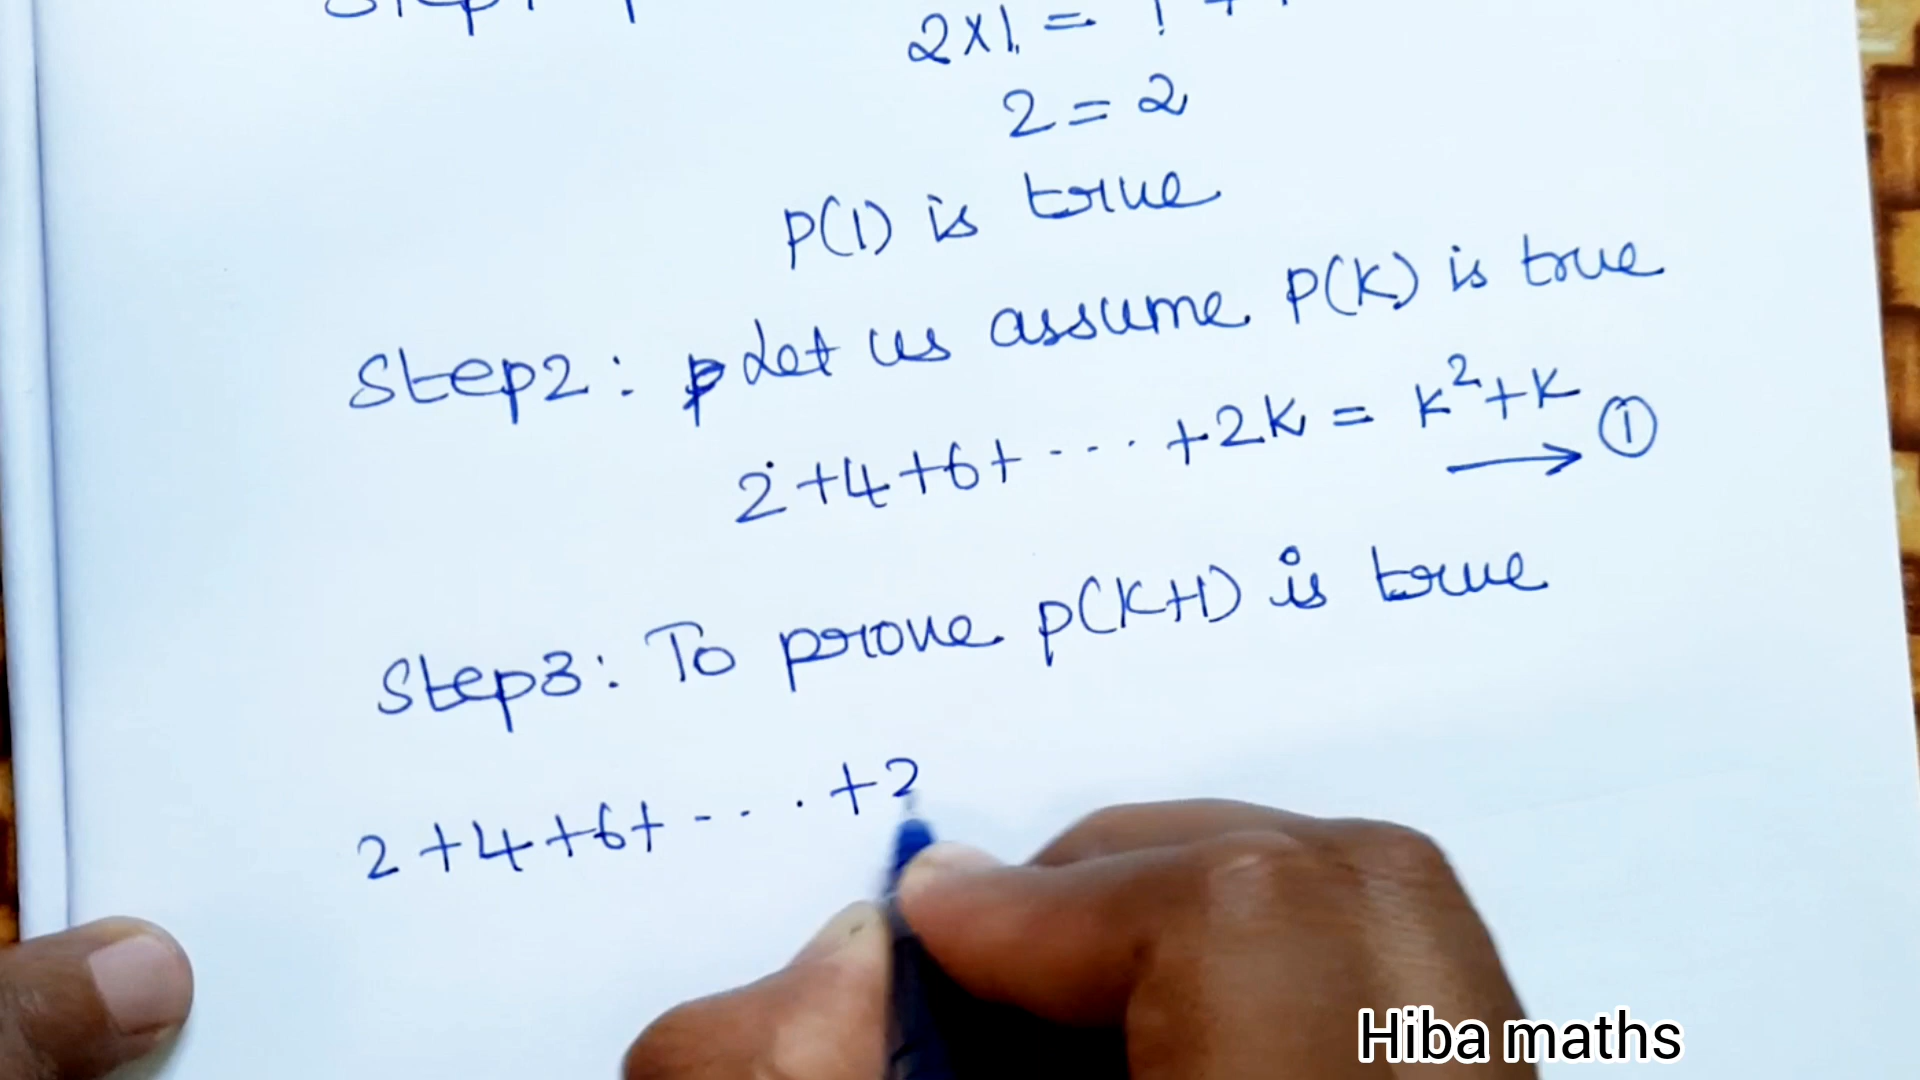 2×1 = 1 +
2 = 2
P(1) is true
Step2: p Let us assume P(K) is true
2+4+6+ ---- +2K = K²+K
→ ①
Step3: To prove p(K+1) is true
2+4+6+ ---- +2
Hiba maths